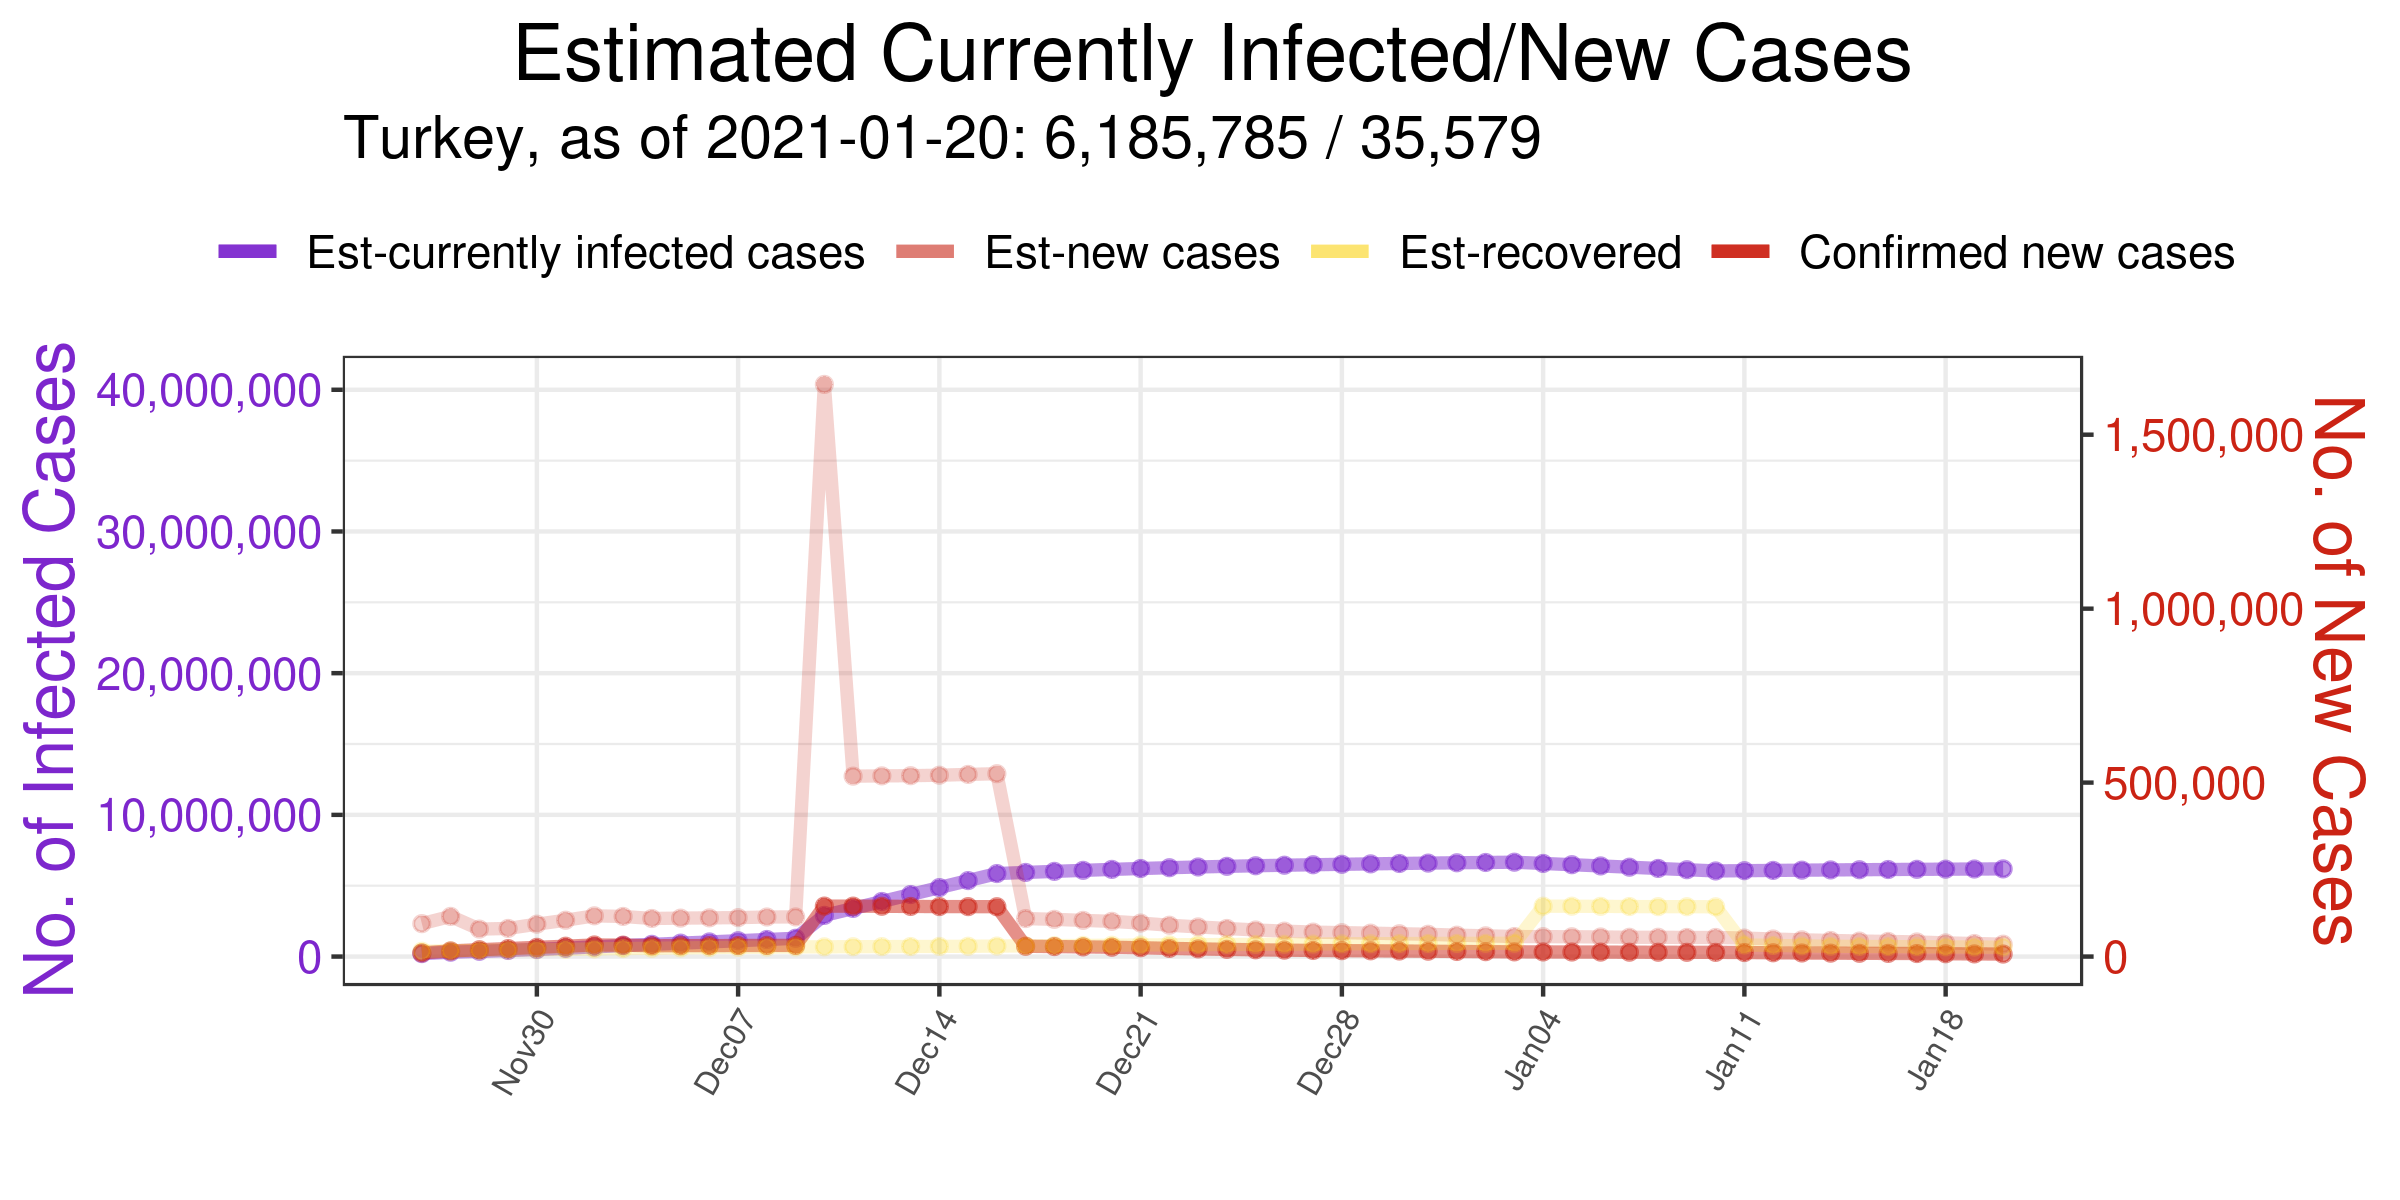 Estimated Currently Infected/New Cases
Turkey, as of 2021-01-20: 6,185,785 / 35,579
Est-currently infected cases Est-new cases Est-recovered Confirmed new cases
No. of Infected Cases
40,000,000
30,000,000
20,000,000
10,000,000
0
1,500,000
1,000,000
500,000
0
No. of New Cases
Nov30 Dec07 Dec14 Dec21 Dec28 Jan04 Jan11 Jan18